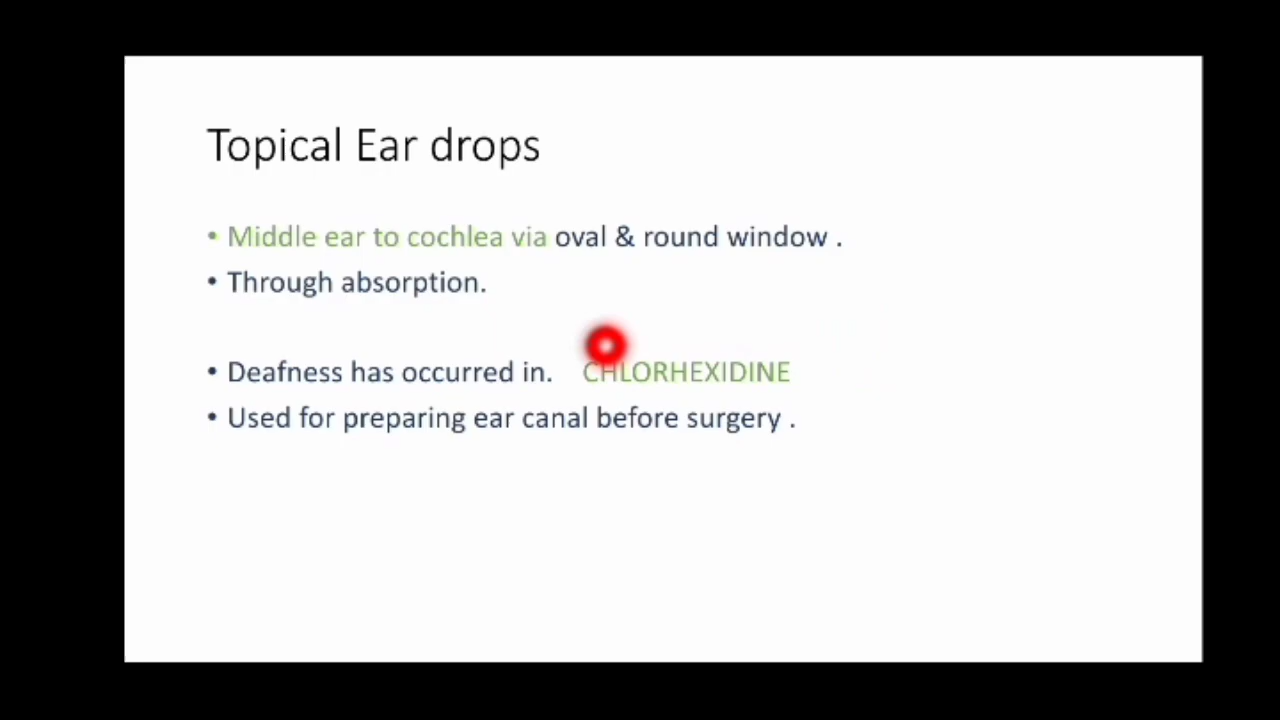 Topical Ear drops
• Middle ear to cochlea via oval & round window .
• Through absorption.
• Deafness has occurred in. CHLORHEXIDINE
• Used for preparing ear canal before surgery .